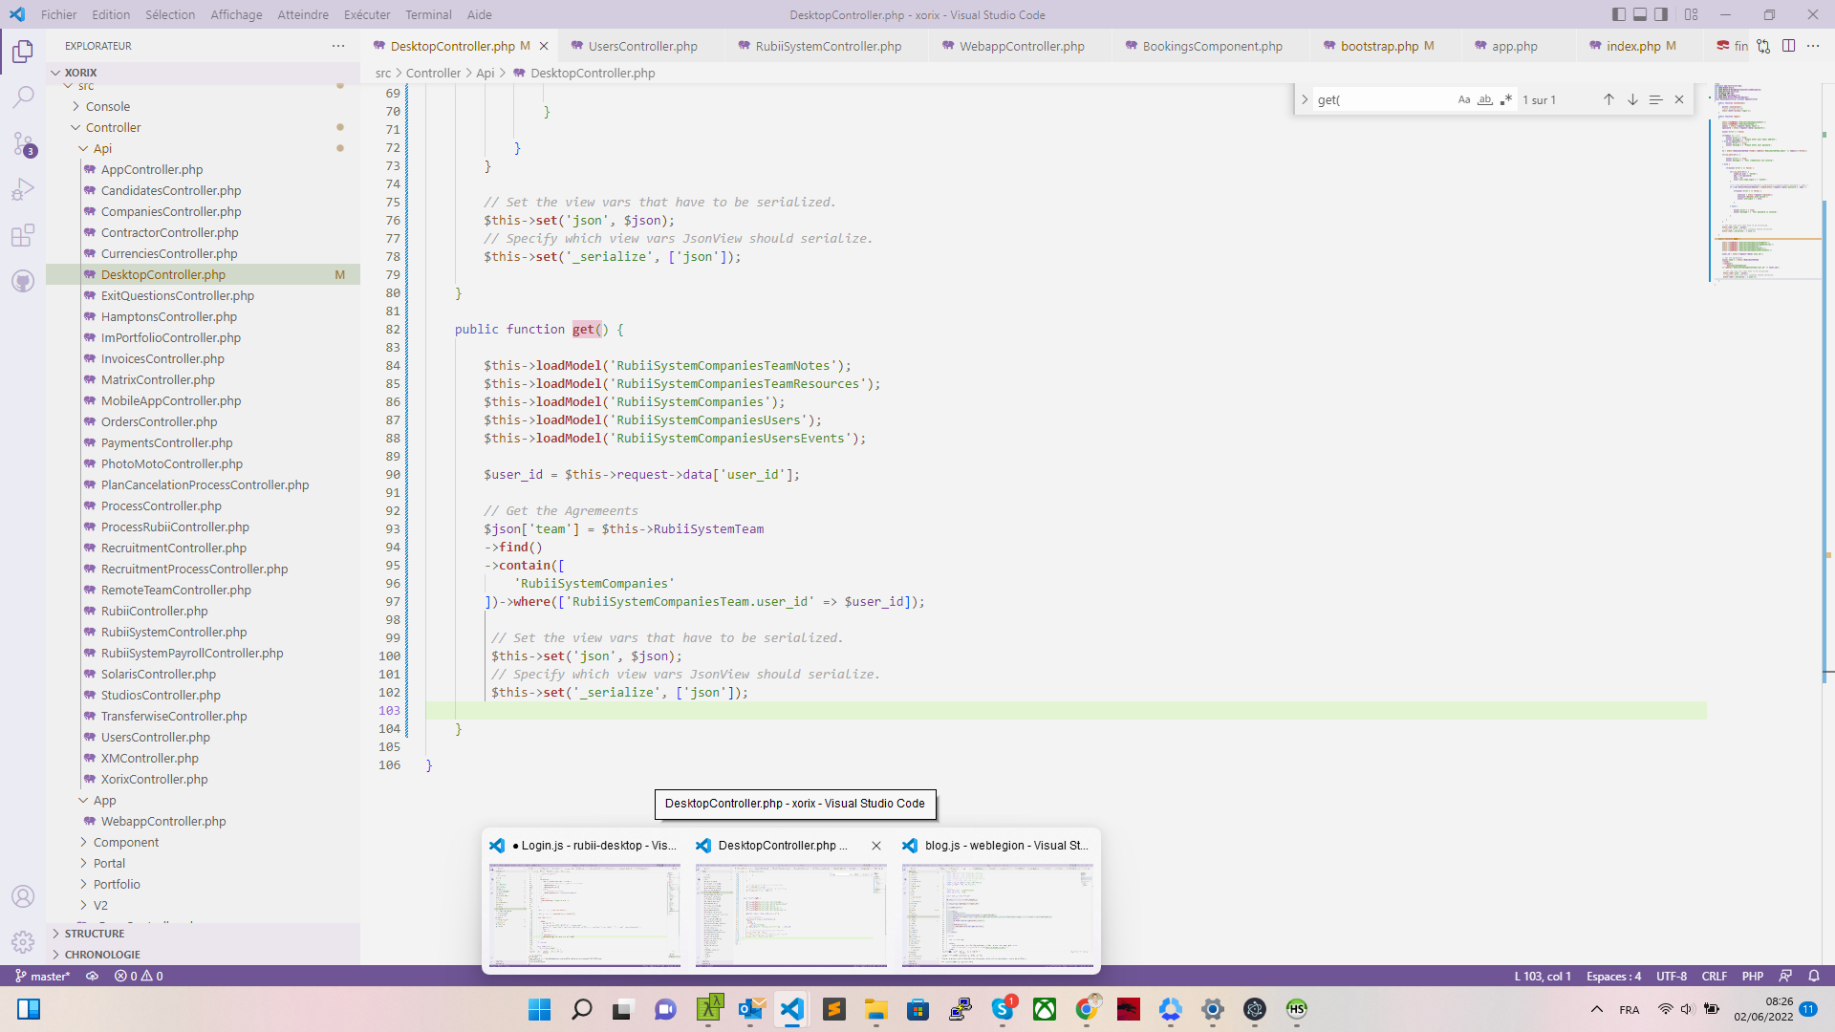 Fichier Edition Sélection Affichage Atteindre Exécuter Terminal Aide
DesktopController.php - xorix - Visual Studio Code
EXPLORATEUR
DesktopController.php M
UsersController.php
RubiiSystemController.php
WebappController.php
BookingsComponent.php
bootstrap.php M
app.php
index.php M
fin
src > Controller > Api > DesktopController.php
get(
Aa
ab
1 sur 1
XORIX
src
Console
Controller
Api
AppController.php
CandidatesController.php
CompaniesController.php
ContractorController.php
CurrenciesController.php
DesktopController.php M
ExitQuestionsController.php
HamptonsController.php
ImPortfolioController.php
InvoicesController.php
MatrixController.php
MobileAppController.php
OrdersController.php
PaymentsController.php
PhotoMotoController.php
PlanCancelationProcessController.php
ProcessController.php
ProcessRubiiController.php
RecruitmentController.php
RecruitmentProcessController.php
RemoteTeamController.php
RubiiController.php
RubiiSystemController.php
RubiiSystemPayrollController.php
SolarisController.php
StudiosController.php
TransferwiseController.php
UsersController.php
XMController.php
XorixController.php
App
WebappController.php
Component
Portal
Portfolio
V2
STRUCTURE
CHRONOLOGIE
3
69
70 }
71
72 }
73 }
74
75 // Set the view vars that have to be serialized.
76 $this->set('json', $json);
77 // Specify which view vars JsonView should serialize.
78 $this->set('_serialize', ['json']);
79
80 }
81
82 public function get() {
83
84 $this->loadModel('RubiiSystemCompaniesTeamNotes');
85 $this->loadModel('RubiiSystemCompaniesTeamResources');
86 $this->loadModel('RubiiSystemCompanies');
87 $this->loadModel('RubiiSystemCompaniesUsers');
88 $this->loadModel('RubiiSystemCompaniesUsersEvents');
89
90 $user_id = $this->request->data['user_id'];
91
92 // Get the Agremeents
93 $json['team'] = $this->RubiiSystemTeam
94 ->find()
95 ->contain([
96 'RubiiSystemCompanies'
97 ])->where(['RubiiSystemCompaniesTeam.user_id' => $user_id]);
98
99 // Set the view vars that have to be serialized.
100 $this->set('json', $json);
101 // Specify which view vars JsonView should serialize.
102 $this->set('_serialize', ['json']);
103
104 }
105
106 }
DesktopController.php - xorix - Visual Studio Code
● Login.js - rubii-desktop - Vis...
DesktopController.php ...
blog.js - weblegion - Visual St...
master* 0 0
L 103, col 1 Espaces : 4 UTF-8 CRLF PHP
1
HS
FRA
08:26
02/06/2022
11